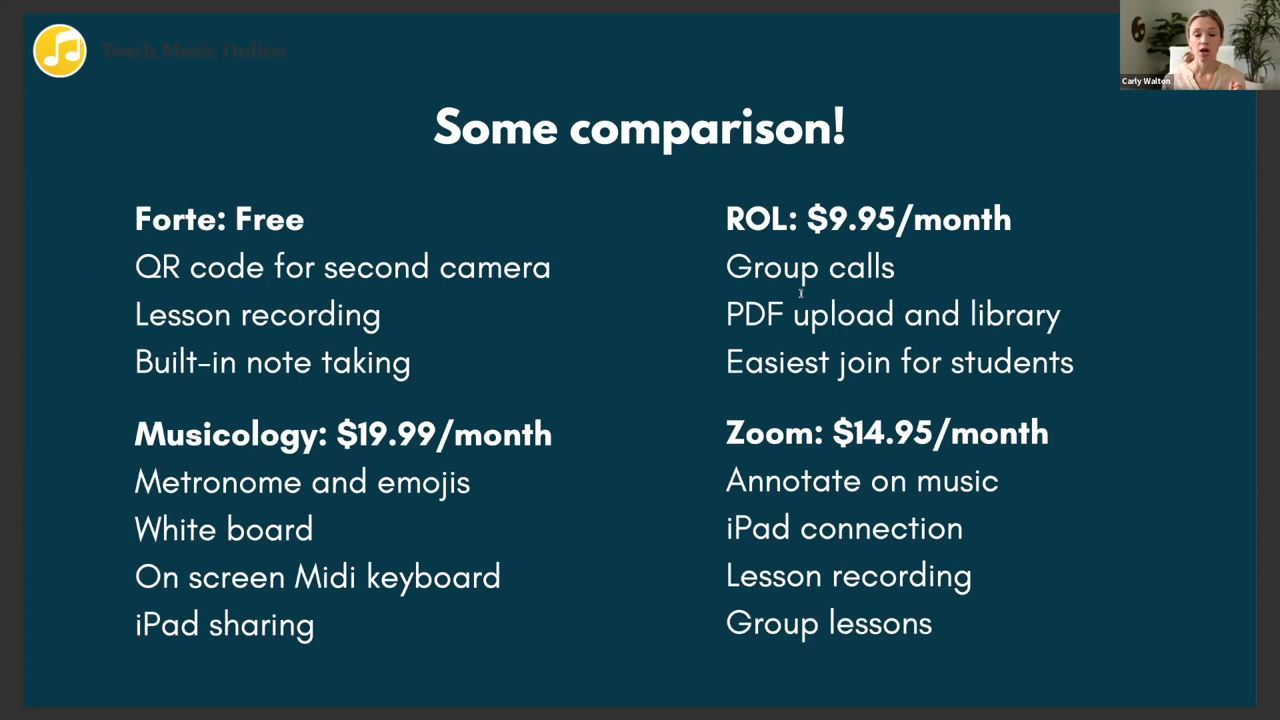 Teach Music Online
Carly Walton
Some comparison!
Forte: Free
QR code for second camera
Lesson recording
Built-in note taking
ROL: $9.95/month
Group calls
PDF upload and library
Easiest join for students
Musicology: $19.99/month
Metronome and emojis
White board
On screen Midi keyboard
iPad sharing
Zoom: $14.95/month
Annotate on music
iPad connection
Lesson recording
Group lessons